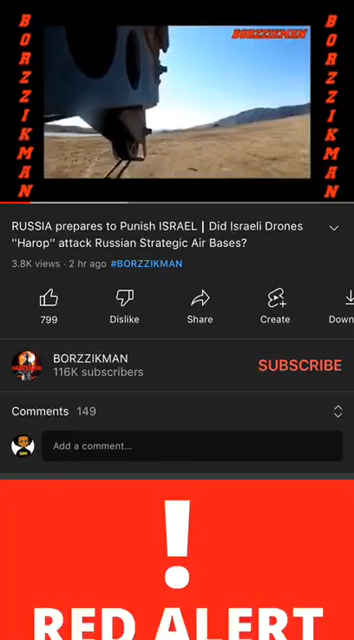 BORZZIKMAN
BORZZIKMAN
BORZZIKMAN
RUSSIA prepares to Punish ISRAEL | Did Israeli Drones
"Harop" attack Russian Strategic Air Bases?
3.8K views · 2 hr ago #BORZZIKMAN
799 Dislike Share Create Down
BORZZIKMAN
116K subscribers
SUBSCRIBE
Comments 149
Add a comment...
!
RED ALERT